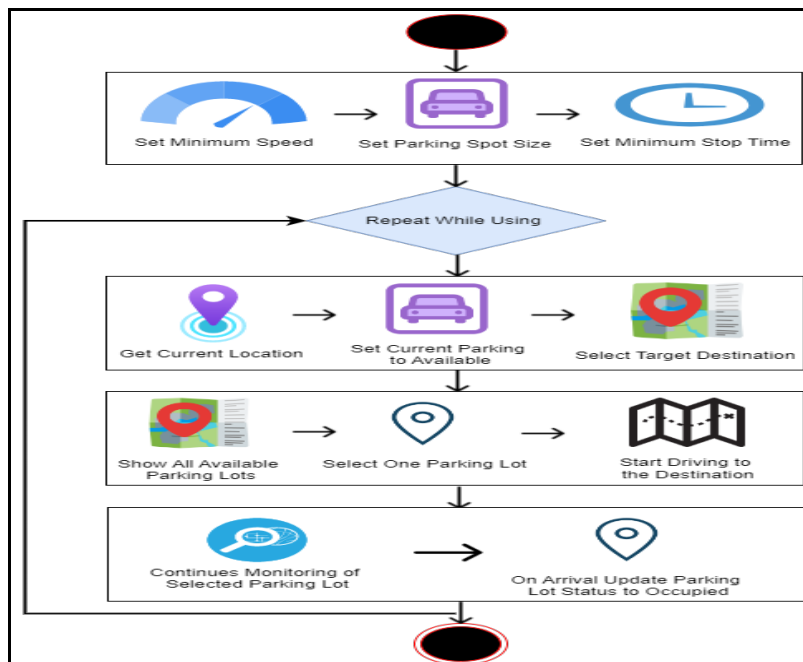 Set Minimum Speed
Set Parking Spot Size
Set Minimum Stop Time
Repeat While Using
Get Current Location
Set Current Parking
to Available
Select Target Destination
Show All Available
Parking Lots
Select One Parking Lot
Start Driving to
the Destination
Continues Monitoring of
Selected Parking Lot
On Arrival Update Parking
Lot Status to Occupied